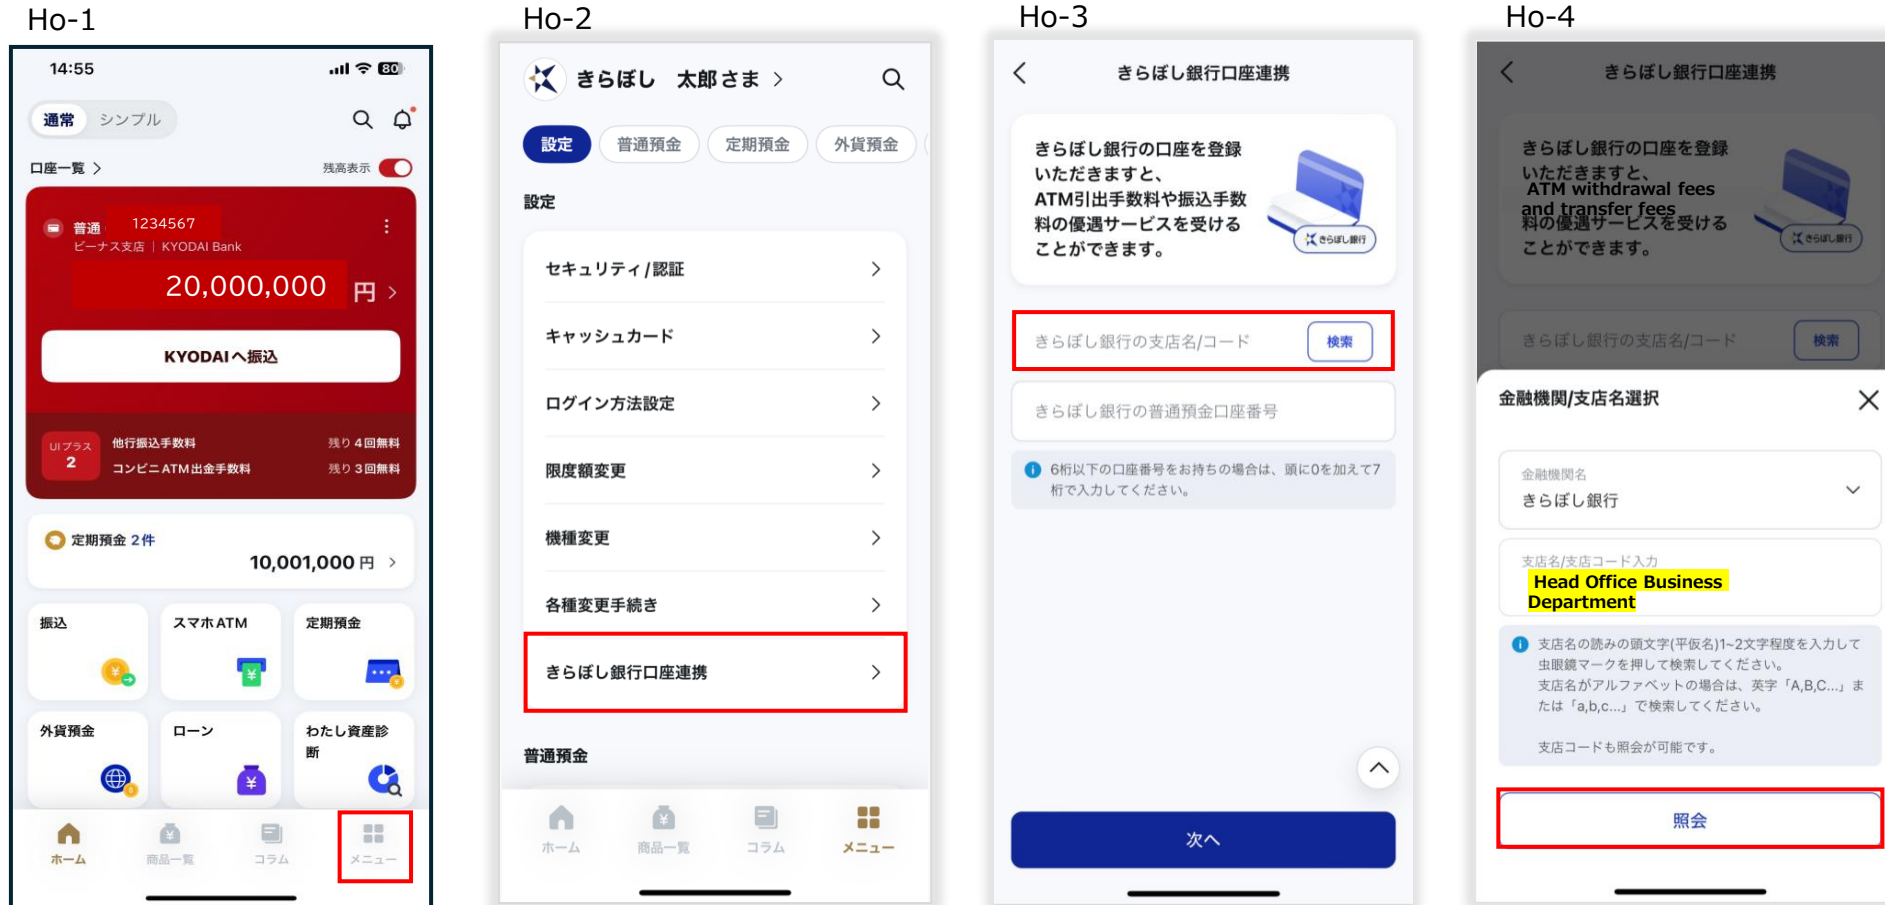 Ho-1
14:55
80
通常
シンプル
口座一覧 >
残高表示
普通
1234567
ビーナス支店 | KYODAI Bank
20,000,000 円 >
KYODAIへ振込
UIプラス
2
他行振込手数料
残り4回無料
コンビニATM出金手数料
残り3回無料
定期預金 2件
10,001,000 円 >
振込
スマホATM
定期預金
外貨預金
ローン
わたし資産診
断
ホーム
商品一覧
コラム
メニュー
Ho-2
きらぼし 太郎さま >
設定
普通預金
定期預金
外貨預金
設定
セキュリティ/認証
キャッシュカード
ログイン方法設定
限度額変更
機種変更
各種変更手続き
きらぼし銀行口座連携
普通預金
ホーム
商品一覧
コラム
メニュー
Ho-3
きらぼし銀行口座連携
きらぼし銀行の口座を登録
いただきますと、
ATM引出手数料や振込手数
料の優遇サービスを受ける
ことができます。
きらぼし銀行
きらぼし銀行の支店名/コード
検索
きらぼし銀行の普通預金口座番号
6桁以下の口座番号をお持ちの場合は、頭に0を加えて7
桁で入力してください。
次へ
Ho-4
きらぼし銀行口座連携
きらぼし銀行の口座を登録
いただきますと、
ATM withdrawal fees
and transfer fees
料の優遇サービスを受ける
ことができます。
きらぼし銀行
きらぼし銀行の支店名/コード
検索
金融機関/支店名選択
金融機関名
きらぼし銀行
支店名/支店コード入力
Head Office Business
Department
支店名の読みの頭文字(平仮名)1~2文字程度を入力して
虫眼鏡マークを押して検索してください。
支店名がアルファベットの場合は、英字「A,B,C...」ま
たは「a,b,c...」で検索してください。
支店コードも照会が可能です。
照会